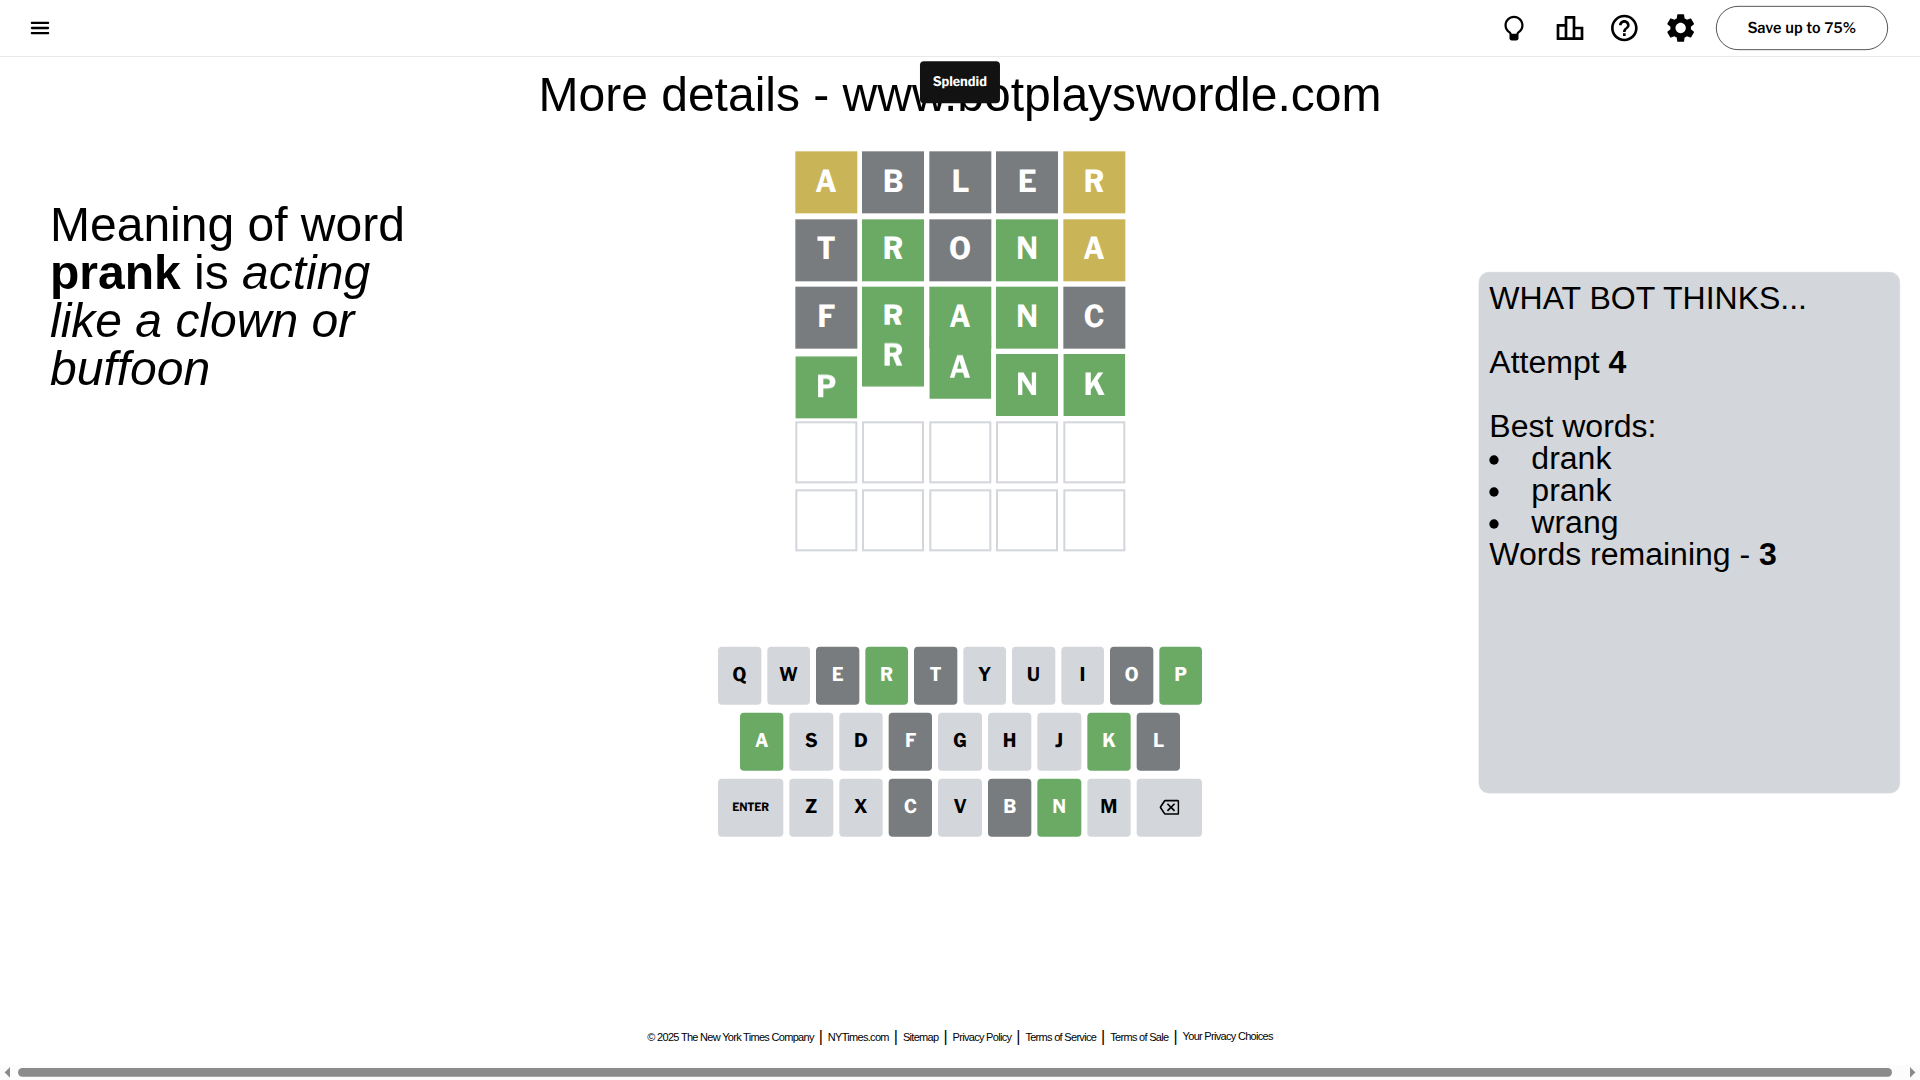 Save up to 75%
Splendid
More details - www.botplayswordle.com
Meaning of word
prank is acting
like a clown or
buffoon
A B L E R
T R O N A
F R A N C
P R A N K
WHAT BOT THINKS...
Attempt 4
Best words:
• drank
• prank
• wrang
Words remaining - 3
Q W E R T Y U I O P
A S D F G H J K L
ENTER Z X C V B N M
© 2025 The New York Times Company | NYTimes.com | Sitemap | Privacy Policy | Terms of Service | Terms of Sale | Your Privacy Choices